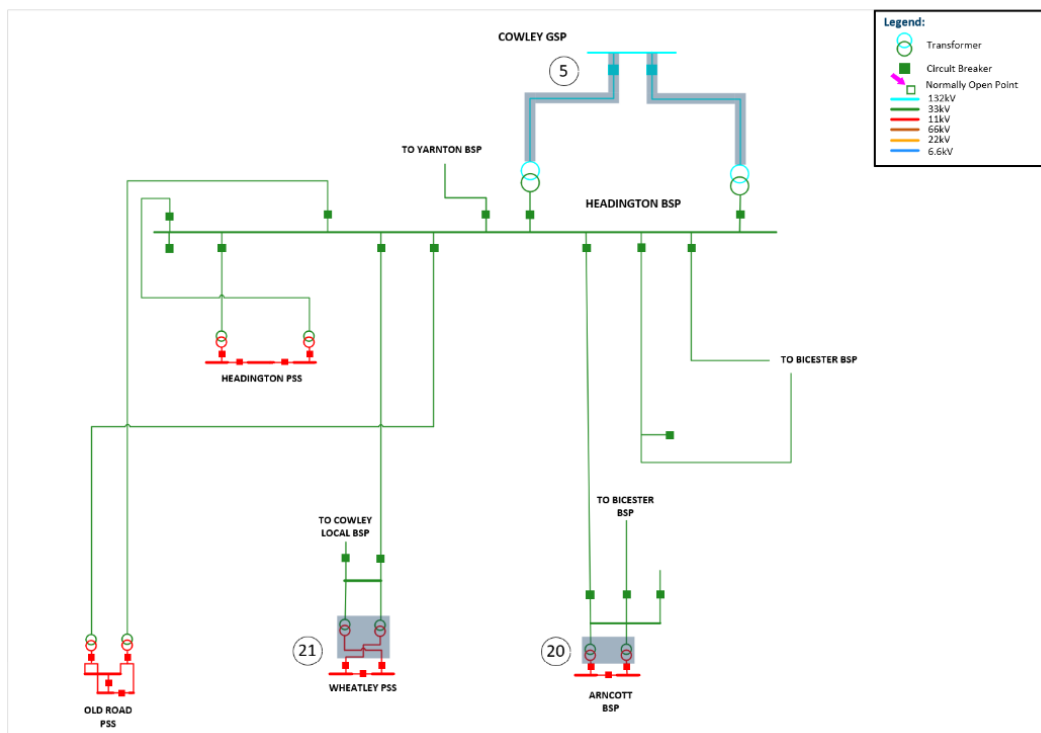 COWLEY GSP
5
Legend:
Transformer
Circuit Breaker
Normally Open Point
132kV
33kV
11kV
66kV
22kV
6.6kV
TO YARNTON BSP
HEADINGTON BSP
HEADINGTON PSS
TO BICESTER BSP
TO BICESTER
BSP
TO COWLEY
LOCAL BSP
21
20
WHEATLEY PSS
ARNCOTT
BSP
OLD ROAD
PSS